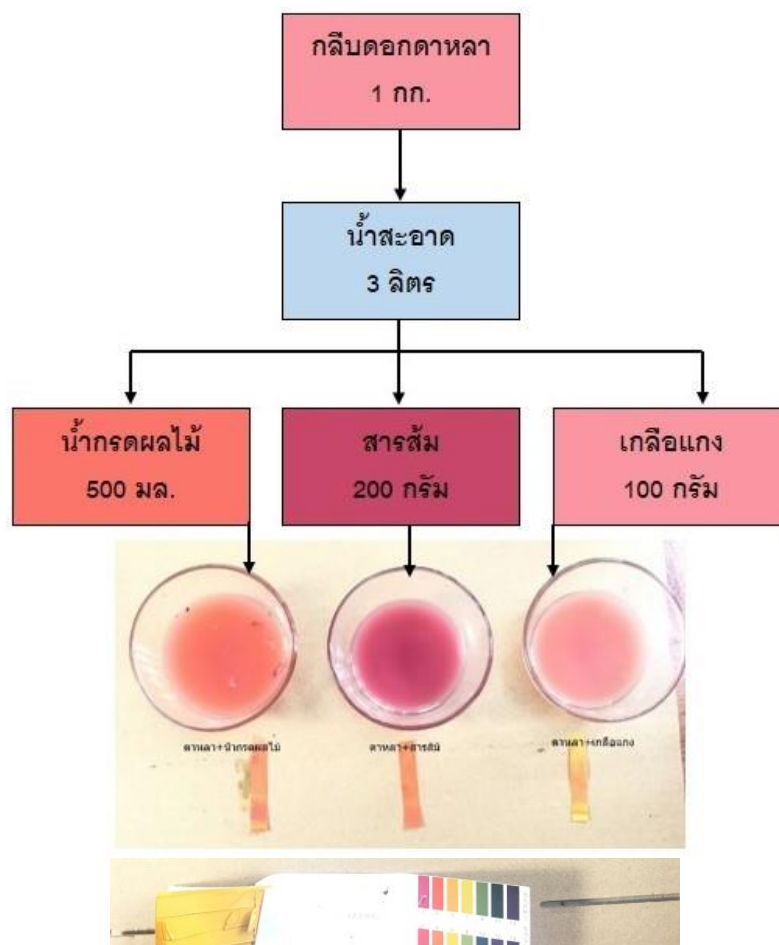 กลีบดอกดาหลา
1 กก.
น้ำสะอาด
3 ลิตร
น้ำกรดผลไม้
500 มล.
สารส้ม
200 กรัม
เกลือแกง
100 กรัม
ดาหลา+น้ำกรดผลไม้
ดาหลา+สารส้ม
ดาหลา+เกลือแกง